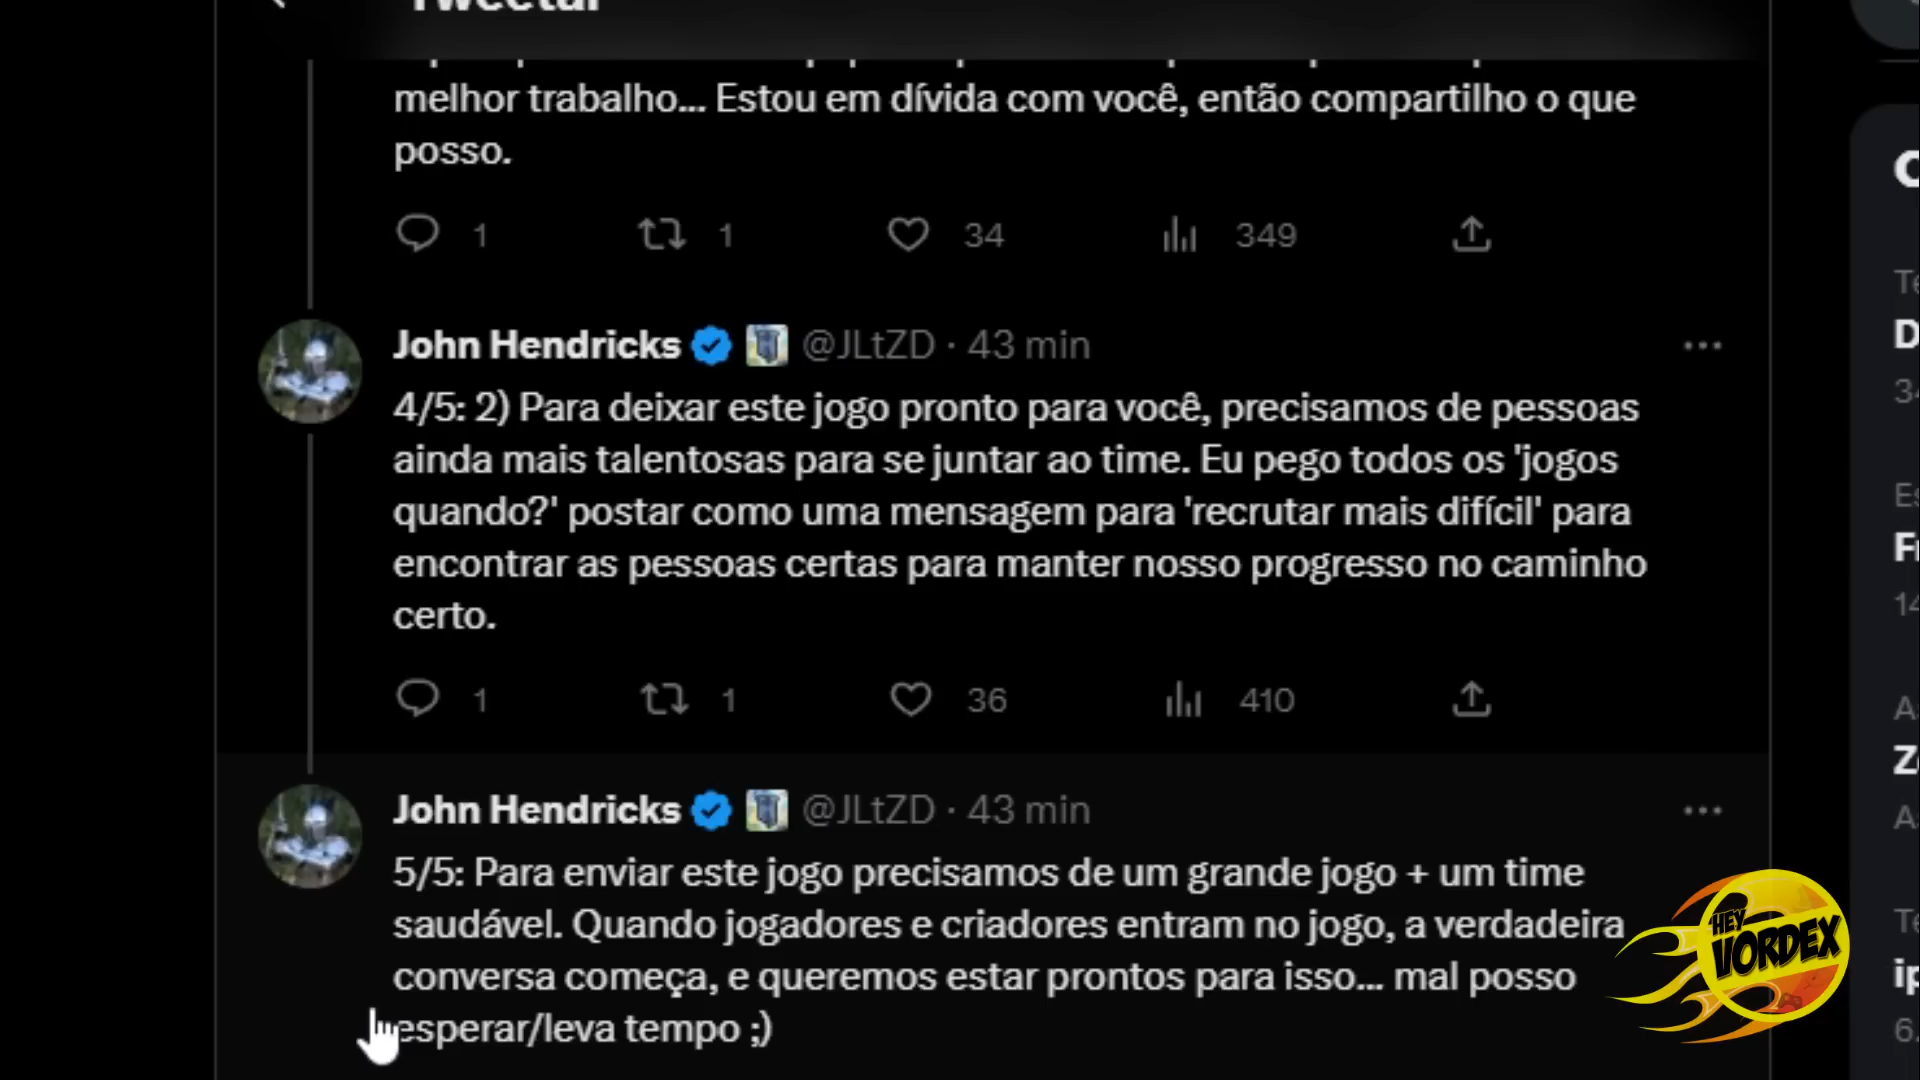 Tweetar
melhor trabalho... Estou em dívida com você, então compartilho o que
posso.
1 1 34 349
John Hendricks @JLtZD · 43 min
4/5: 2) Para deixar este jogo pronto para você, precisamos de pessoas
ainda mais talentosas para se juntar ao time. Eu pego todos os 'jogos
quando?' postar como uma mensagem para 'recrutar mais difícil' para
encontrar as pessoas certas para manter nosso progresso no caminho
certo.
1 1 36 410
John Hendricks @JLtZD · 43 min
5/5: Para enviar este jogo precisamos de um grande jogo + um time
saudável. Quando jogadores e criadores entram no jogo, a verdadeira
conversa começa, e queremos estar prontos para isso... mal posso
esperar/leva tempo ;)
HEY
VORDEX